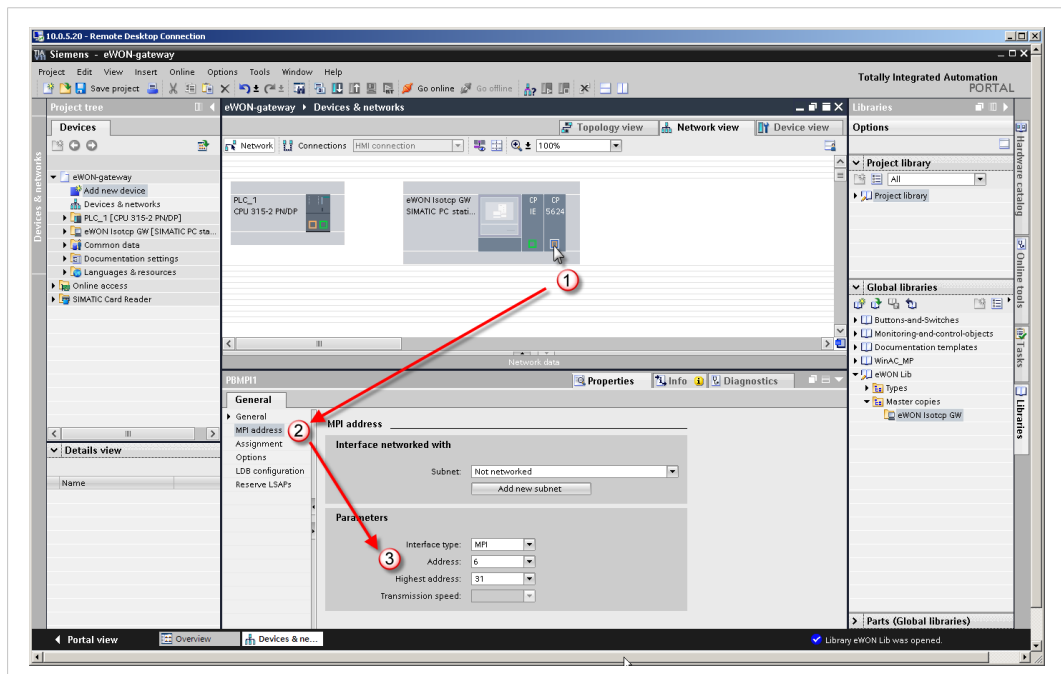 10.0.5.20 - Remote Desktop Connection
Siemens - eWON-gateway
Project Edit View Insert Online Options Tools Window Help
Totally Integrated Automation
PORTAL
Save project Go online Go offline
Project tree
eWON-gateway Devices & networks
Libraries
Devices
Topology view Network view Device view
Options
Network Connections HMI connection 100%
eWON-gateway
Add new device
Devices & networks
PLC_1 [CPU 315-2 PN/DP]
eWON Isotcp GW [SIMATIC PC sta...
Common data
Documentation settings
Languages & resources
Online access
SIMATIC Card Reader
Devices & networks
PLC_1
CPU 315-2 PN/DP
eWON Isotcp GW
SIMATIC PC stati...
CP
IE
CP
5624
1
Network data
Project library
All
Project library
Global libraries
Buttons-and-Switches
Monitoring-and-control-objects
Documentation templates
WinAC_MP
eWON Lib
Types
Master copies
eWON Isotcp GW
Hardware catalog
Online tools
Tasks
Libraries
PBMPI1
Properties Info Diagnostics
General
General
MPI address
Assignment
Options
LDB configuration
Reserve LSAPs
2
MPI address
Interface networked with
Subnet: Not networked
Add new subnet
Parameters
3
Interface type: MPI
Address: 6
Highest address: 31
Transmission speed:
Details view
Name
Parts (Global libraries)
Portal view Overview Devices & ne...
Library eWON Lib was opened.